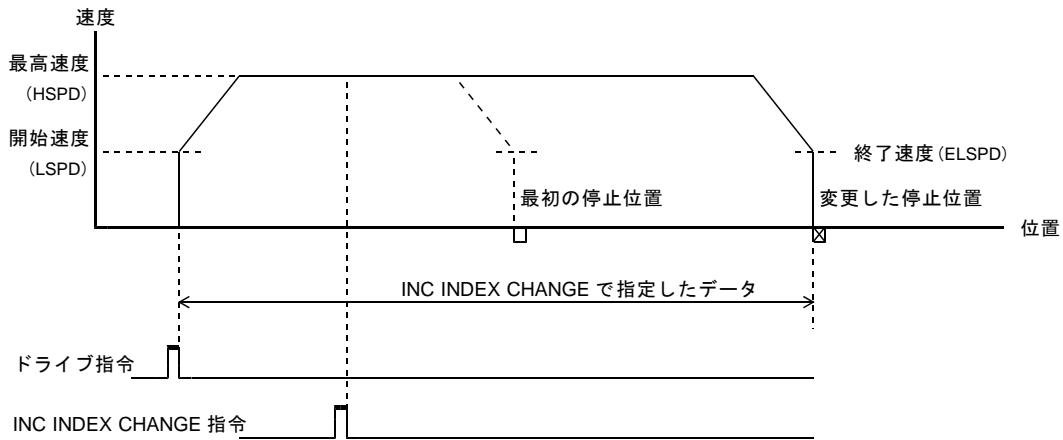 速度
最高速度
(HSPD)
開始速度
(LSPD)
終了速度(ELSPD)
最初の停止位置
変更した停止位置
位置
INC INDEX CHANGE で指定したデータ
ドライブ指令
INC INDEX CHANGE 指令